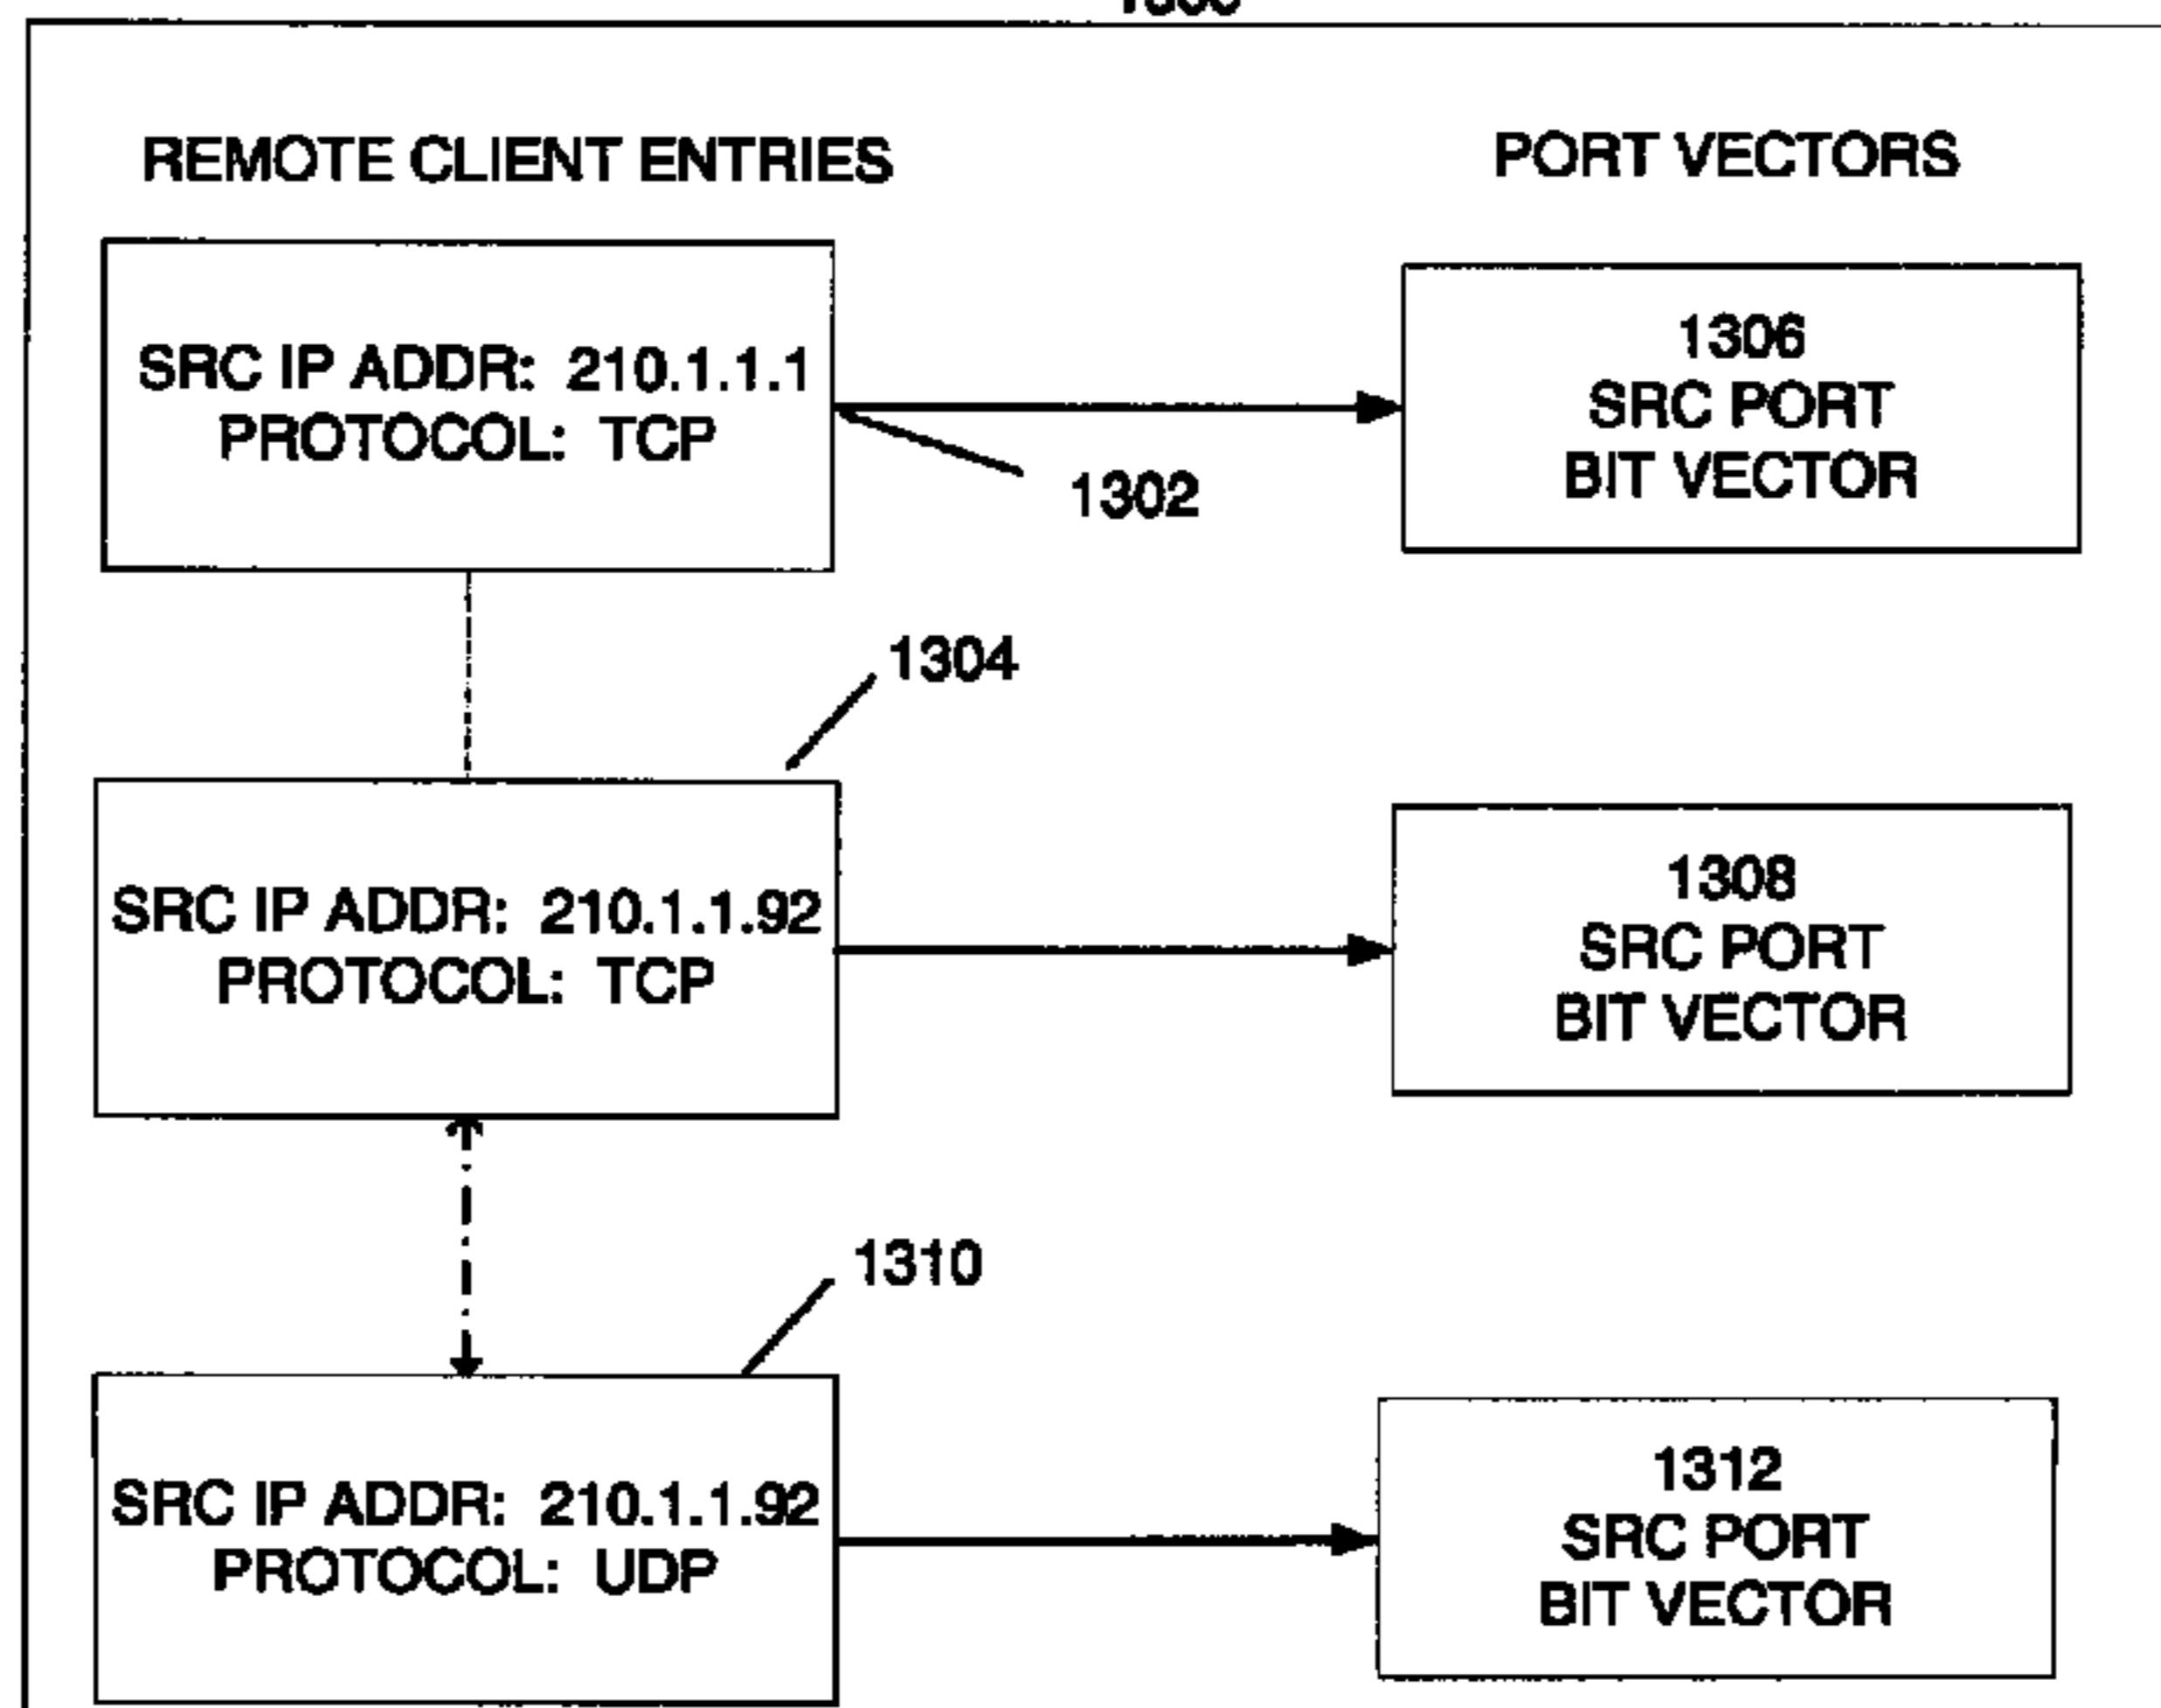 REMOTE CLIENT ENTRIES
PORT VECTORS
SRC IP ADDR: 210.1.1.1
PROTOCOL: TCP
1302
1306
SRC PORT
BIT VECTOR
1304
SRC IP ADDR: 210.1.1.92
PROTOCOL: TCP
1308
SRC PORT
BIT VECTOR
1310
SRC IP ADDR: 210.1.1.92
PROTOCOL: UDP
1312
SRC PORT
BIT VECTOR